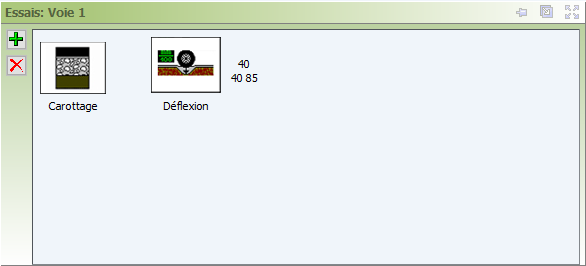 Essais: Voie 1
40
40 85
Carottage
Déflexion